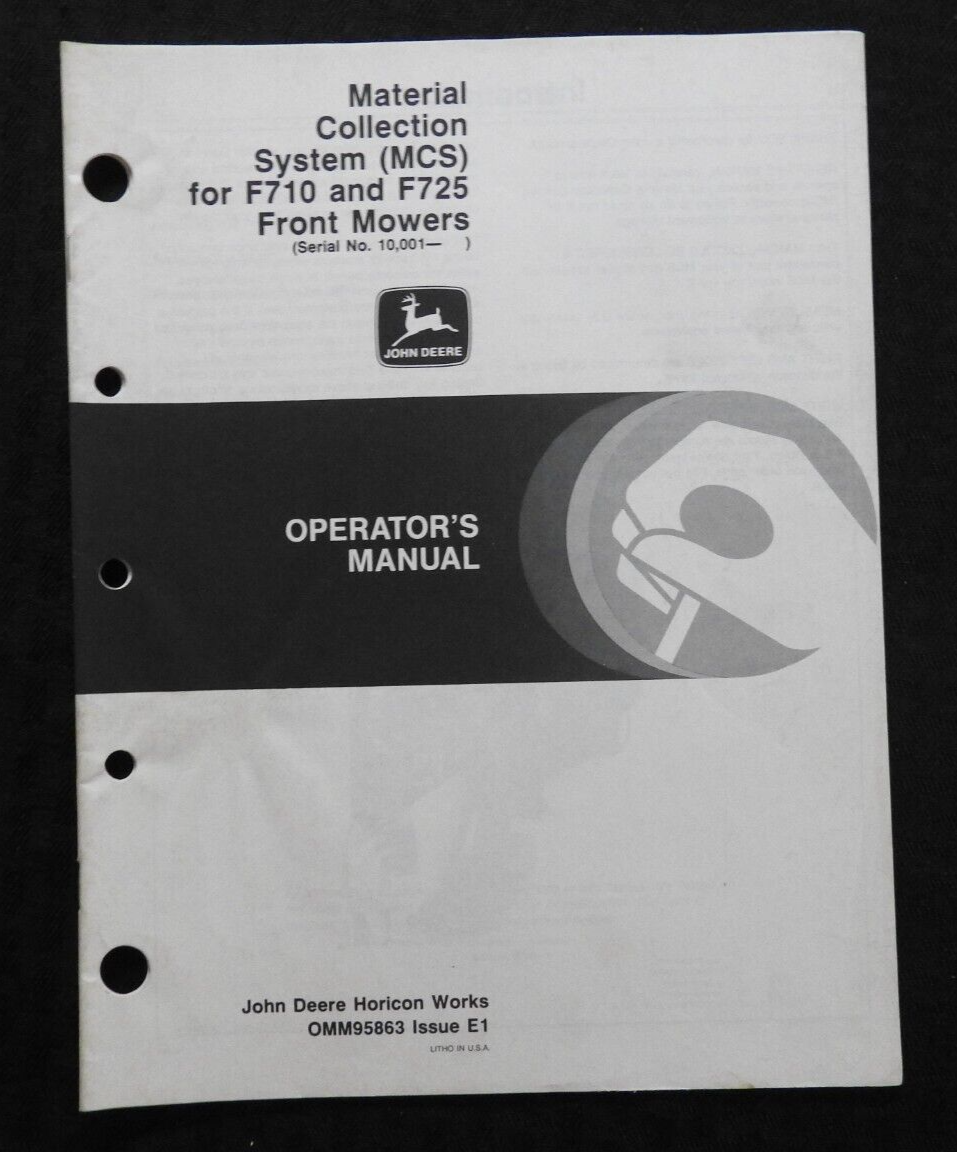 Material
Collection
System (MCS)
for F710 and F725
Front Mowers
(Serial No. 10,001—    )
JOHN DEERE
OPERATOR'S
MANUAL
John Deere Horicon Works
OMM95863 Issue E1
LITHO IN U.S.A.